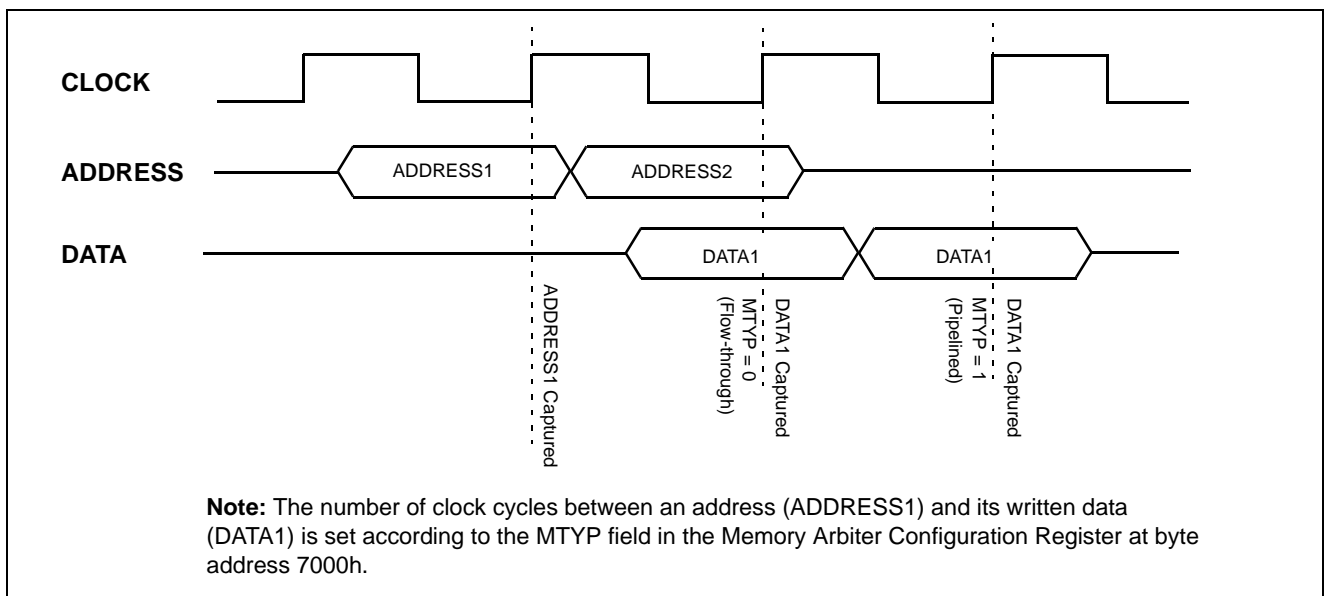 CLOCK
ADDRESS
ADDRESS1
ADDRESS2
DATA
DATA1
DATA1
ADDRESS1 Captured
DATA1 Captured
MTYP = 0
(Flow-through)
DATA1 Captured
MTYP = 1
(Pipelined)
Note: The number of clock cycles between an address (ADDRESS1) and its written data
(DATA1) is set according to the MTYP field in the Memory Arbiter Configuration Register at byte
address 7000h.